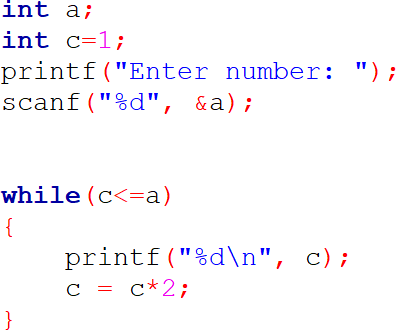 int a;
int c=1;
printf("Enter number: ");
scanf("%d", &a);
while(c<=a)
{
    printf("%d\n", c);
    c = c*2;
}